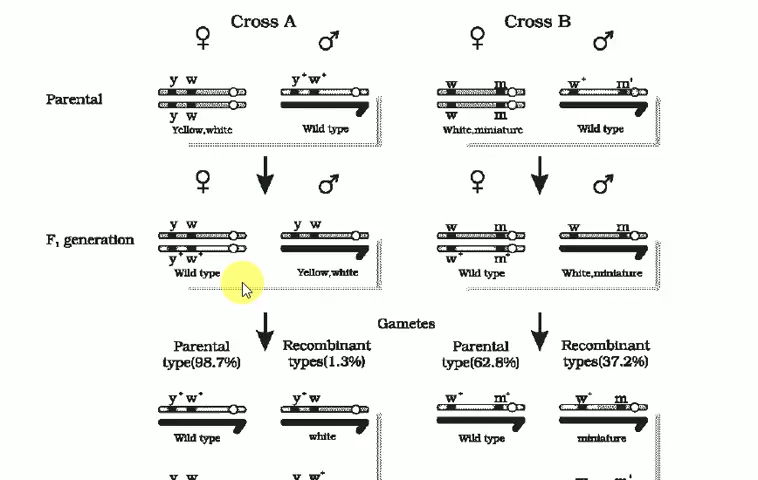 Cross A Cross B
♀ ♂ ♀ ♂
y w y⁺ w⁺ w m w⁺ m⁺
Parental
y w w m
Yellow,white Wild type White,miniature Wild type
♀ ♂ ♀ ♂
y w y w w m w m
F₁ generation
y⁺ w⁺ w⁺ m⁺
Wild type Yellow,white Wild type White,miniature
Gametes
Parental Recombinant Parental Recombinant
type(98.7%) types(1.3%) type(62.8%) types(37.2%)
y⁺ w⁺ y⁺ w w⁺ m⁺ w⁺ m
Wild type white Wild type miniature
y w y w⁺